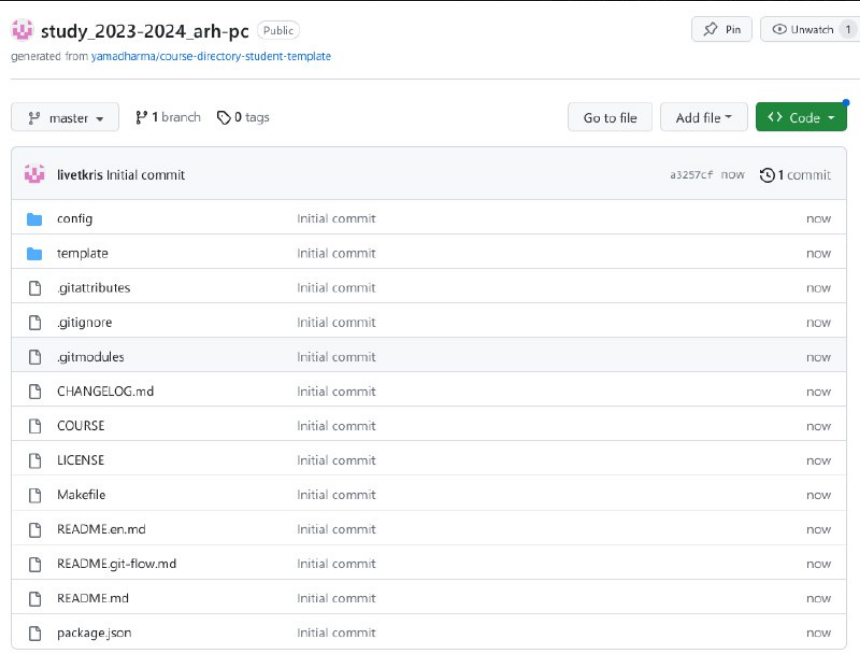 study_2023-2024_arh-pc Public Pin Unwatch 1
generated from yamadharma/course-directory-student-template
master 1 branch 0 tags Go to file Add file Code
livetkris Initial commit a3257cf now 1 commit
config Initial commit now
template Initial commit now
.gitattributes Initial commit now
.gitignore Initial commit now
.gitmodules Initial commit now
CHANGELOG.md Initial commit now
COURSE Initial commit now
LICENSE Initial commit now
Makefile Initial commit now
README.en.md Initial commit now
README.git-flow.md Initial commit now
README.md Initial commit now
package.json Initial commit now